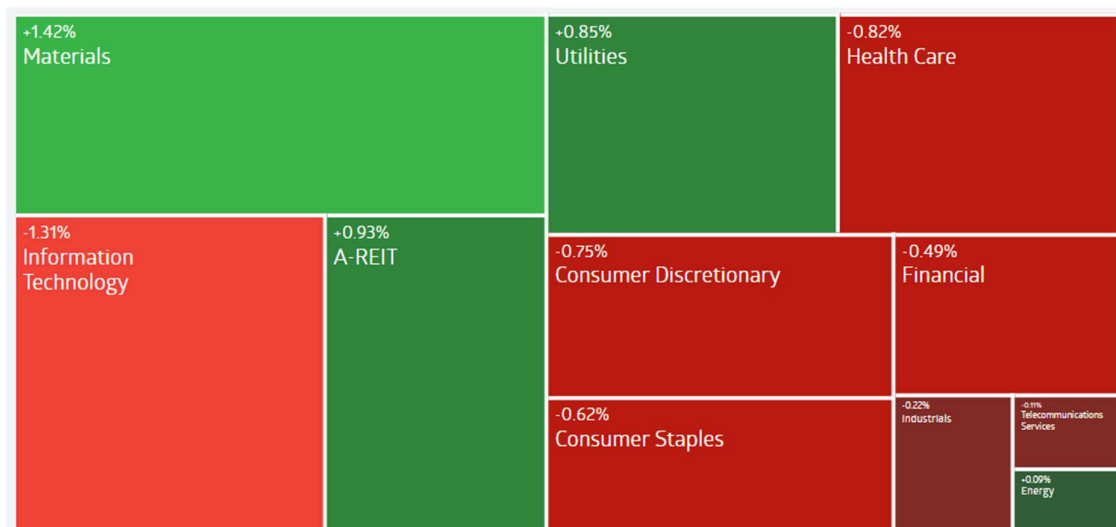 +1.42%
Materials
+0.85%
Utilities
-0.82%
Health Care
-1.31%
Information
Technology
+0.93%
A-REIT
-0.75%
Consumer Discretionary
-0.49%
Financial
-0.62%
Consumer Staples
-0.22%
Industrials
-0.11%
Telecommunications
Services
+0.09%
Energy